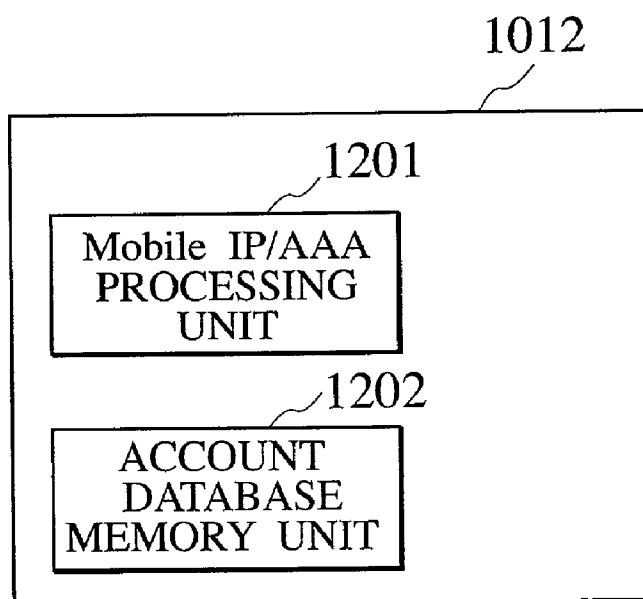 1012
1201
Mobile IP/AAA
PROCESSING
UNIT
1202
ACCOUNT
DATABASE
MEMORY UNIT